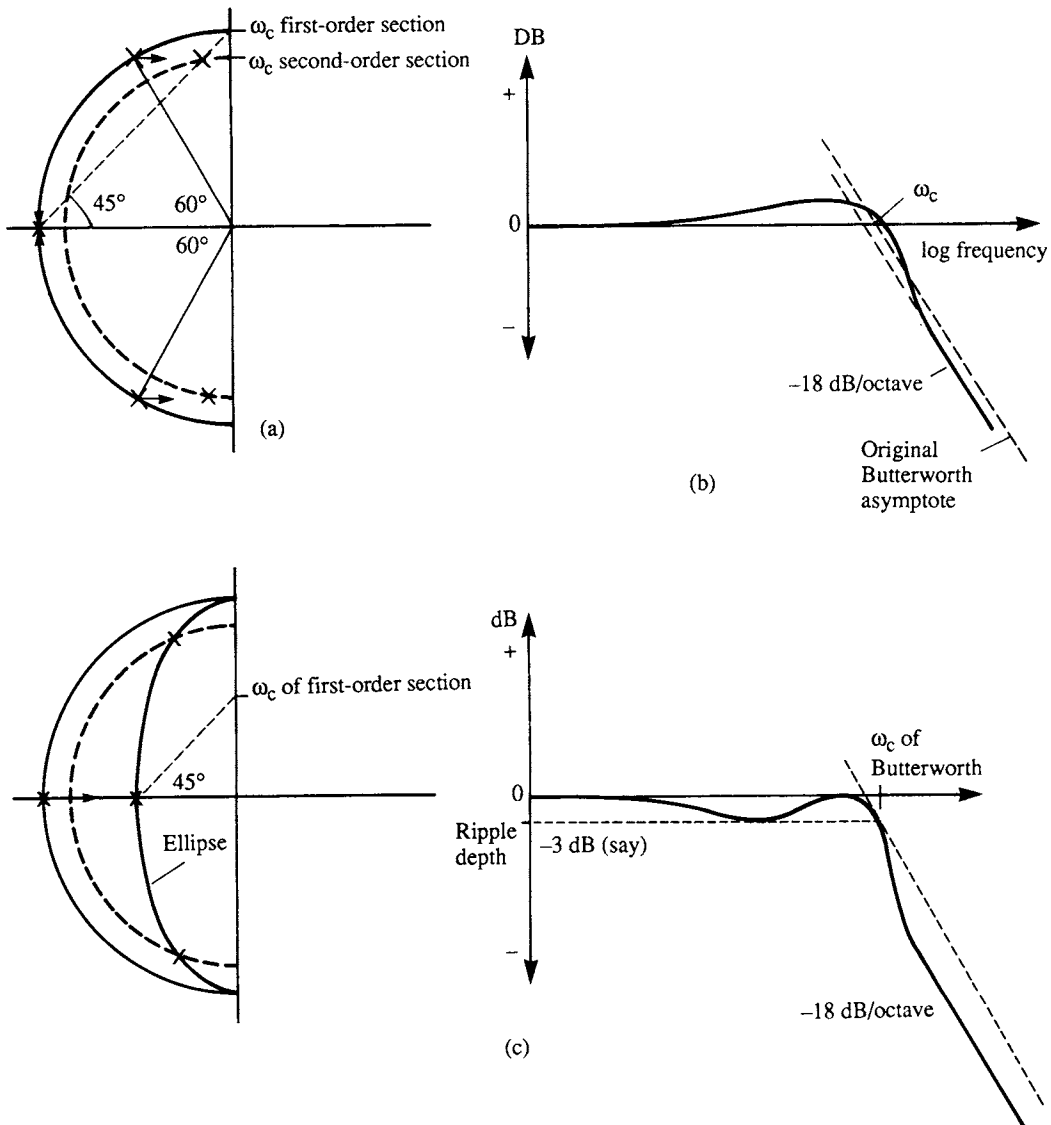 ω_c first-order section
ω_c second-order section
45°
60°
60°
(a)
DB
+
0
–
ω_c
log frequency
–18 dB/octave
Original
Butterworth
asymptote
(b)
ω_c of first-order section
45°
Ellipse
dB
+
0
Ripple
depth
–3 dB (say)
–
ω_c of
Butterworth
–18 dB/octave
(c)